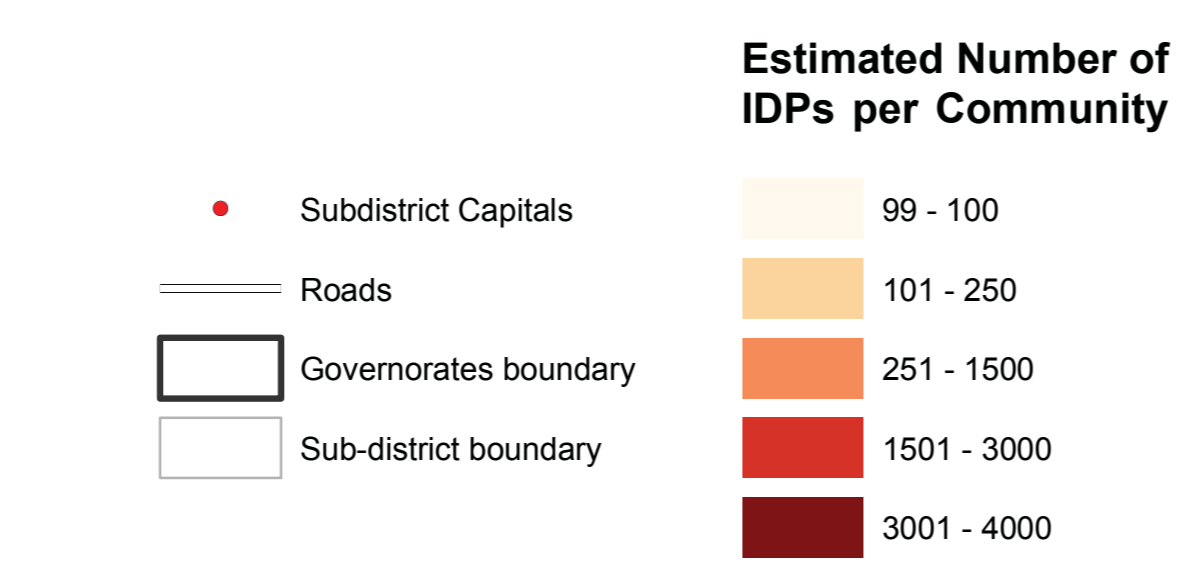 Estimated Number of
IDPs per Community
Subdistrict Capitals
Roads
Governorates boundary
Sub-district boundary
99 - 100
101 - 250
251 - 1500
1501 - 3000
3001 - 4000